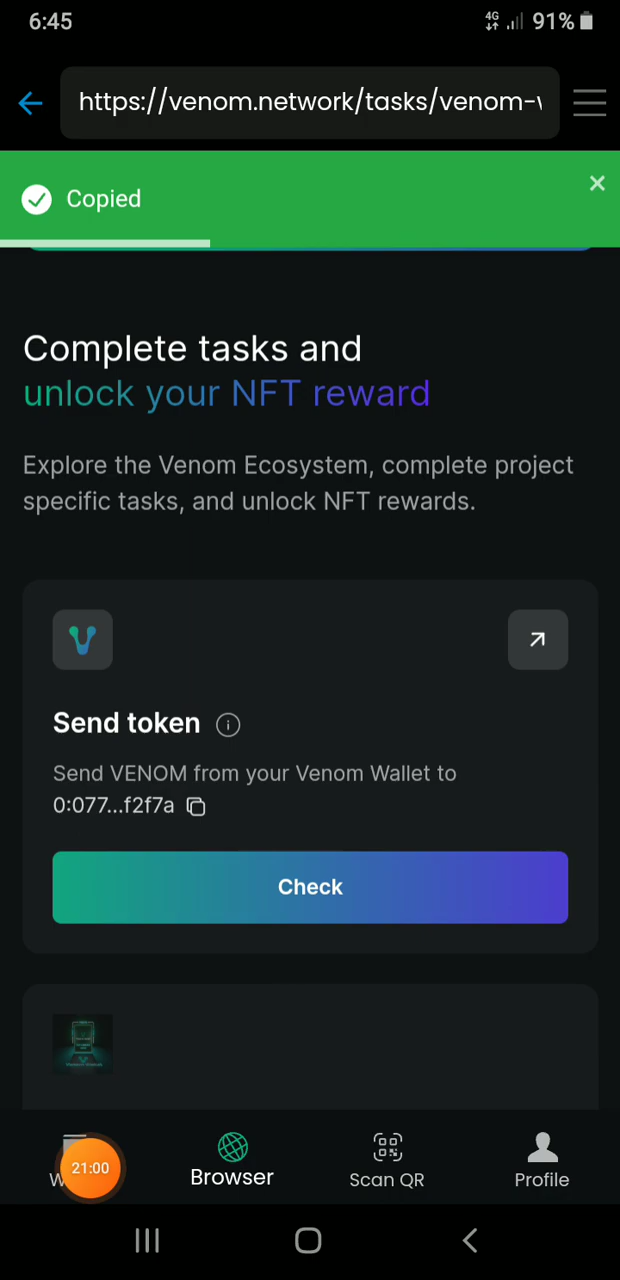 6:45
4G
91%
https://venom.network/tasks/venom-
Copied
Complete tasks and
unlock your NFT reward
Explore the Venom Ecosystem, complete project
specific tasks, and unlock NFT rewards.
Send token
Send VENOM from your Venom Wallet to
0:077...f2f7a
Check
21:00
Browser
Scan QR
Profile